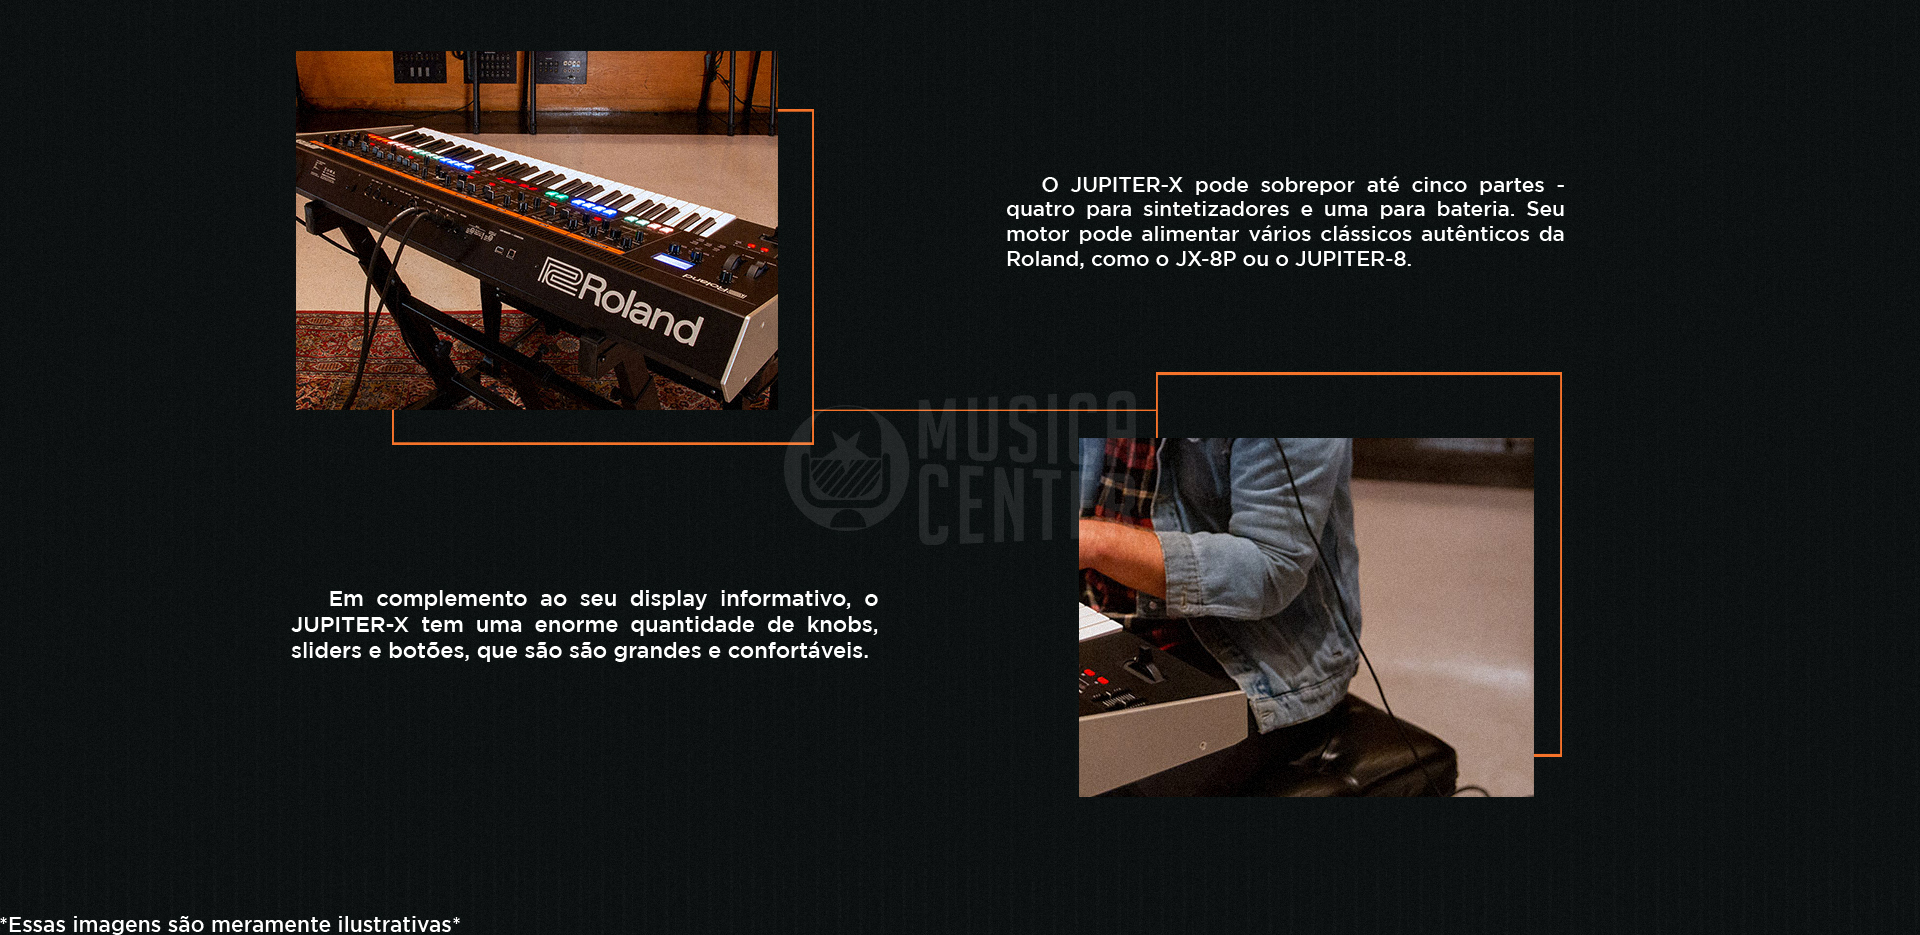 Roland
Roland
O JUPITER-X pode sobrepor até cinco partes -
quatro para sintetizadores e uma para bateria. Seu
motor pode alimentar vários clássicos autênticos da
Roland, como o JX-8P ou o JUPITER-8.
MUSICAL
CENTER
Em complemento ao seu display informativo, o
JUPITER-X tem uma enorme quantidade de knobs,
sliders e botões, que são são grandes e confortáveis.
*Essas imagens são meramente ilustrativas*